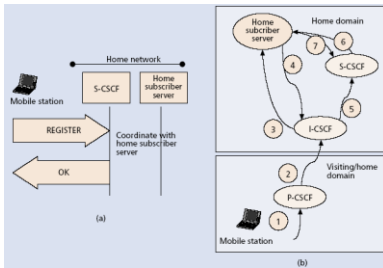 Home network
S-CSCF
Home
subscriber
server
Mobile station
REGISTER
Coordinate with
home subscriber
server
OK
(a)
Home
subcriber
server
Home domain
6
7
S-CSCF
4
5
3
I-CSCF
Visiting/home
domain
2
P-CSCF
1
Mobile station
(b)